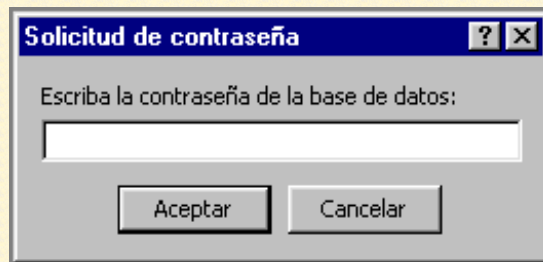 Solicitud de contraseña
Escriba la contraseña de la base de datos:
Aceptar Cancelar